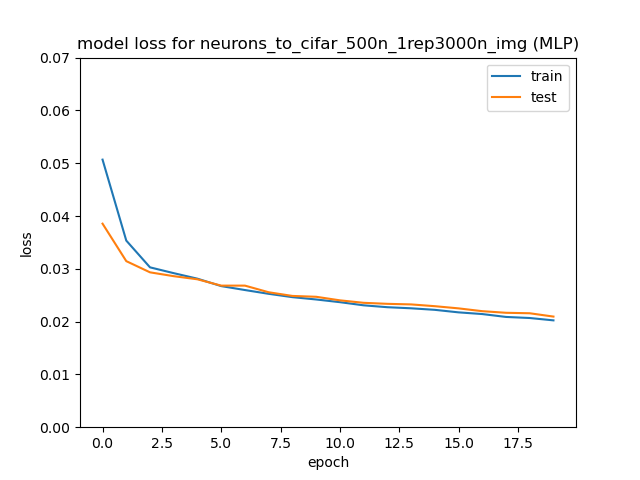 model loss for neurons_to_cifar_500n_1rep3000n_img (MLP)
0.07
0.06
0.05
0.04
0.03
0.02
0.01
0.00
loss
train
test
0.0 2.5 5.0 7.5 10.0 12.5 15.0 17.5
epoch